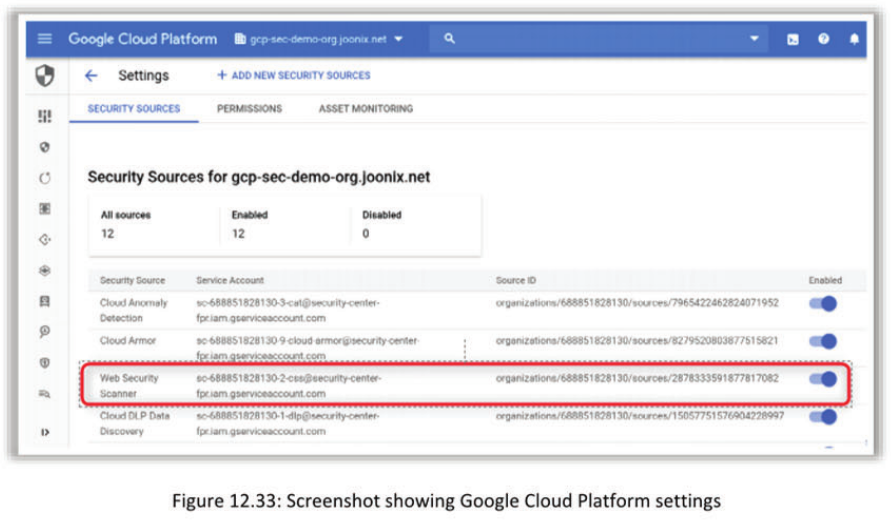 Google Cloud Platform gcp-sec-demo-org.joonix.net
Settings + ADD NEW SECURITY SOURCES
SECURITY SOURCES PERMISSIONS ASSET MONITORING
Security Sources for gcp-sec-demo-org.joonix.net
All sources Enabled Disabled
12 12 0
Security Source Service Account Source ID Enabled
Cloud Anomaly sc-688851828130-3-cat@security-center- organizations/688851828130/sources/7965422462824071952
Detection fpr.iam.gserviceaccount.com
Cloud Armor sc-688851828130-9-cloud-armor@security-center- organizations/688851828130/sources/8279520803877515821
fpr.iam.gserviceaccount.com
Web Security sc-688851828130-2-css@security-center- organizations/688851828130/sources/2878333591877817082
Scanner fpr.iam.gserviceaccount.com
Cloud DLP Data sc-688851828130-1-dlp@security-center- organizations/688851828130/sources/15057751576904228997
Discovery fpr.iam.gserviceaccount.com
Figure 12.33: Screenshot showing Google Cloud Platform settings